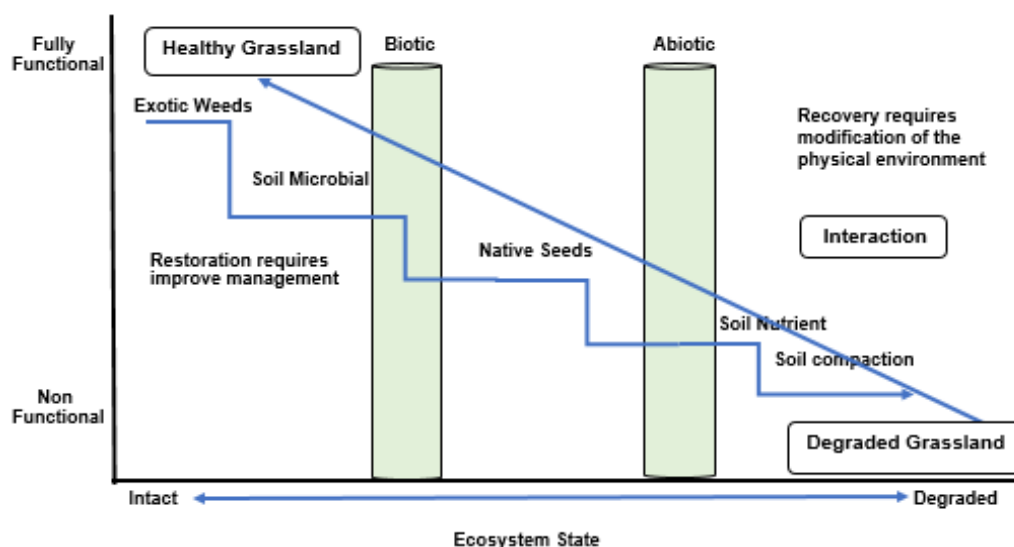 Fully
Functional
Healthy Grassland
Biotic
Abiotic
Exotic Weeds
Recovery requires
modification of the
physical environment
Soil Microbial
Interaction
Native Seeds
Restoration requires
improve management
Soil Nutrient
Soil compaction
Non
Functional
Degraded Grassland
Intact
Degraded
Ecosystem State